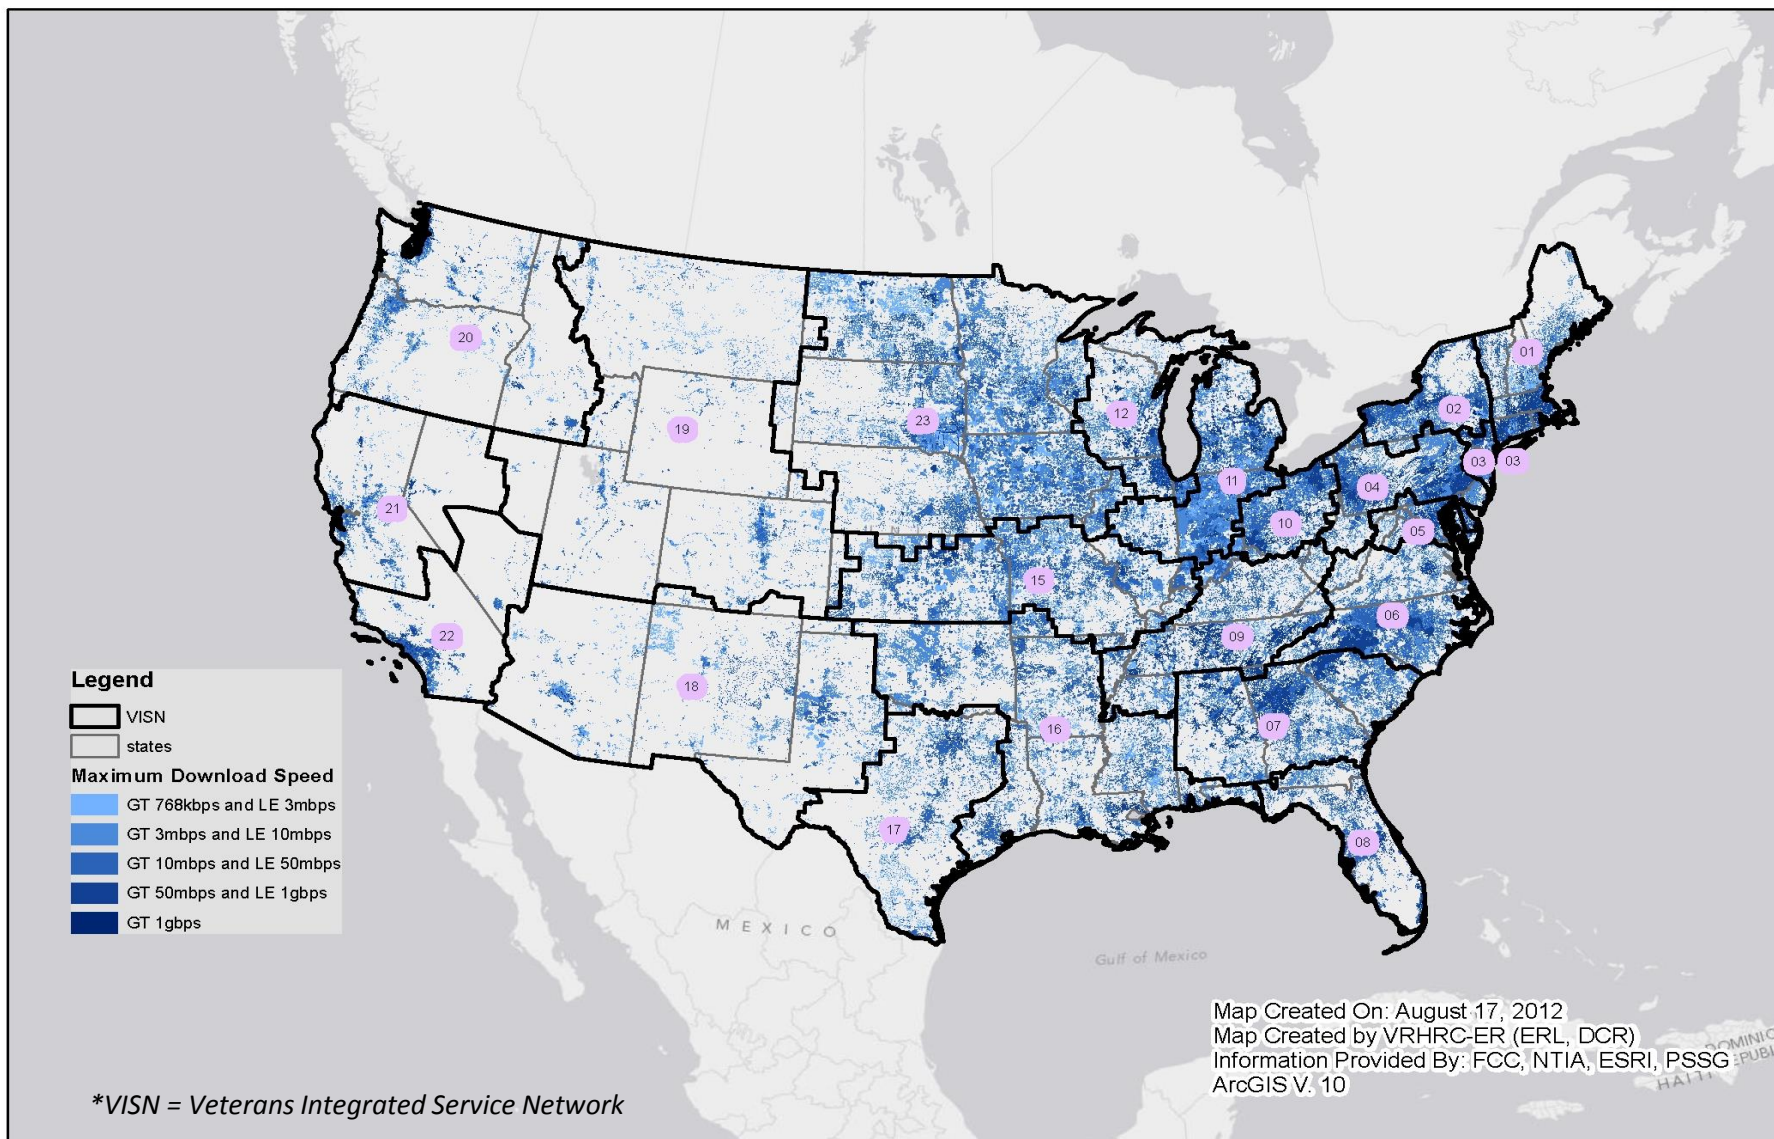 20
19
23
12
01
02
03
03
11
04
10
05
21
15
22
09
06
18
16
07
17
08
Legend
VISN
states
Maximum Download Speed
GT 768kbps and LE 3mbps
GT 3mbps and LE 10mbps
GT 10mbps and LE 50mbps
GT 50mbps and LE 1gbps
GT 1gbps
MEXICO
Gulf of Mexico
Map Created On: August 17, 2012
Map Created by VRHRC-ER (ERL, DCR)
Information Provided By: FCC, NTIA, ESRI, PSSG
ArcGIS V. 10
HAITI
*VISN = Veterans Integrated Service Network